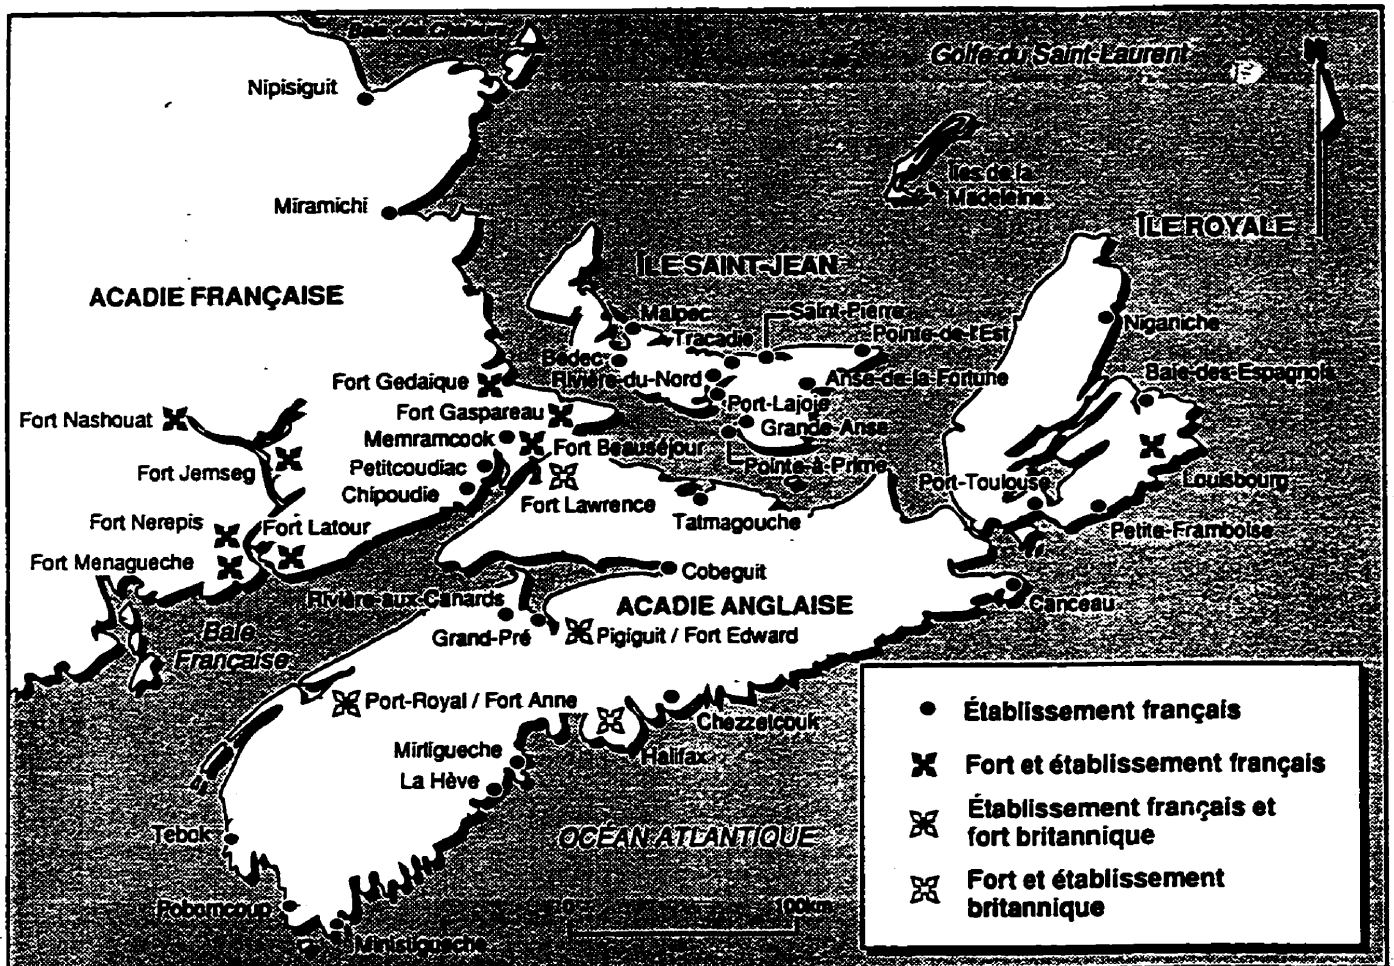 Baie des Chaleurs
Golfe du Saint-Laurent
N
Nipisiguit
Îles de la
Madeleine
Miramichi
ÎLE ROYALE
ÎLE SAINT-JEAN
ACADIE FRANÇAISE
Malpec
Saint-Pierre
Niganiche
Tracadie
Pointe-de-l'Est
Bédec
Fort Gedaique
Rivière-du-Nord
Anse-de-la-Fortune
Baie-des-Espagnols
Port-Lajoie
Fort Nashouat
Fort Gaspareau
Grande-Anse
Memramcook
Fort Beauséjour
Petitcoudiac
Pointe-à-Prime
Fort Jemseg
Port-Toulouse
Louisbourg
Chipoudie
Fort Lawrence
Tatmagouche
Fort Nerepis
Fort Latour
Petite-Framboise
Fort Menagueche
Cobeguit
Rivière-aux-Canards
ACADIE ANGLAISE
Canceau
Baie
Française
Grand-Pré
Pigiguit / Fort Edward
Port-Royal / Fort Anne
Chezzetcouk
Mirligueche
Halifax
La Hève
Tebok
OCÉAN ATLANTIQUE
Pobomcoup
0
100km
Ministigueche
Établissement français
Fort et établissement français
Établissement français et
fort britannique
Fort et établissement
britannique